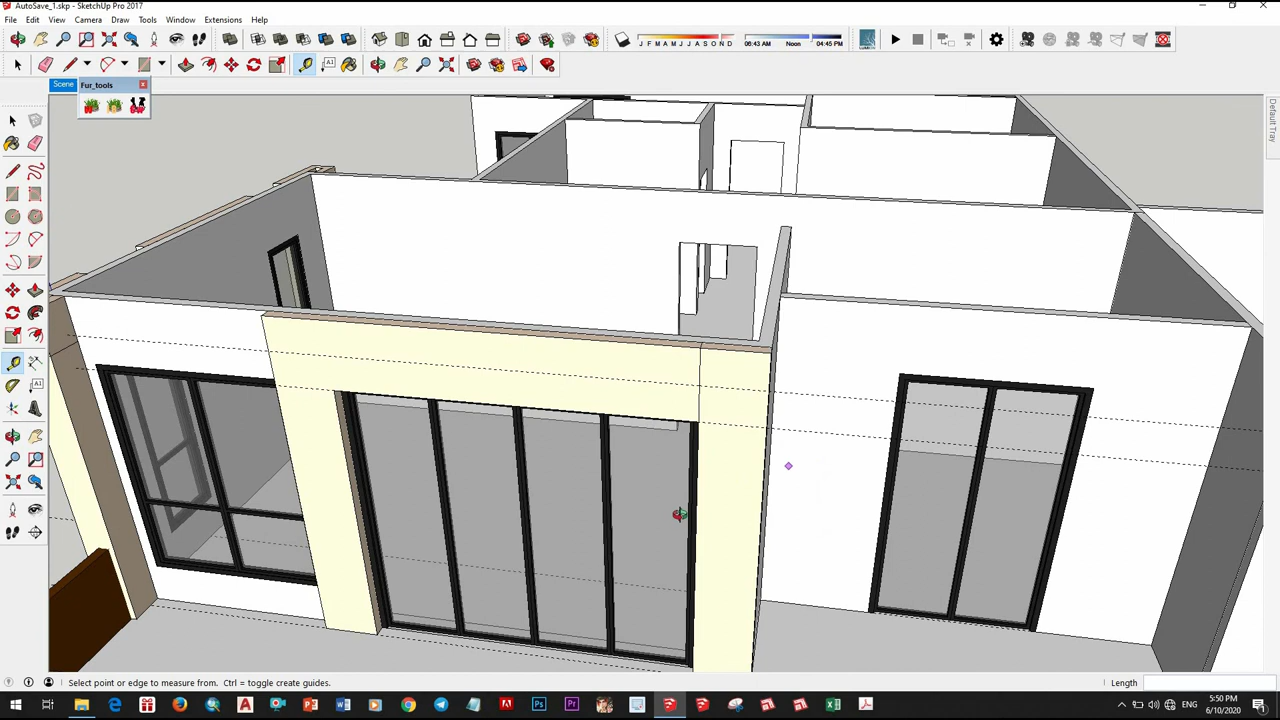 AutoSave_1.skp - SketchUp Pro 2017
File Edit View Camera Draw Tools Window Extensions Help
J F M A M J J A S O N D 06:43 AM Noon 04:45 PM
Scene
Fur_tools
Default Tray
Select point or edge to measure from. Ctrl = toggle create guides.
Length
ENG
5:50 PM
6/10/2020